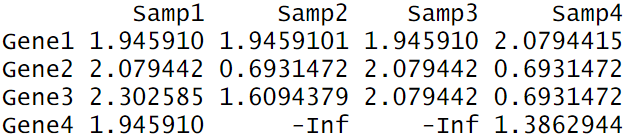 Samp1 Samp2 Samp3 Samp4
Gene1 1.945910 1.9459101 1.945910 2.0794415
Gene2 2.079442 0.6931472 2.079442 0.6931472
Gene3 2.302585 1.6094379 2.079442 0.6931472
Gene4 1.945910 -Inf -Inf 1.3862944